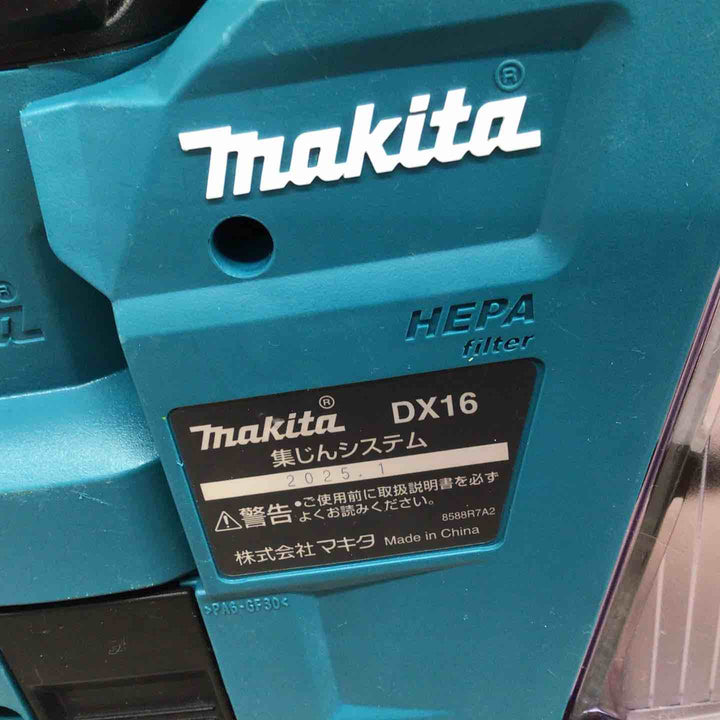 makita®
HEPA
filter
makita® DX16
集じんシステム
2025.1
⚠警告 •ご使用前に取扱説明書を必ず
よくお読みください。
8588R7A2
株式会社マキタ Made in China
>PA6-GF30<